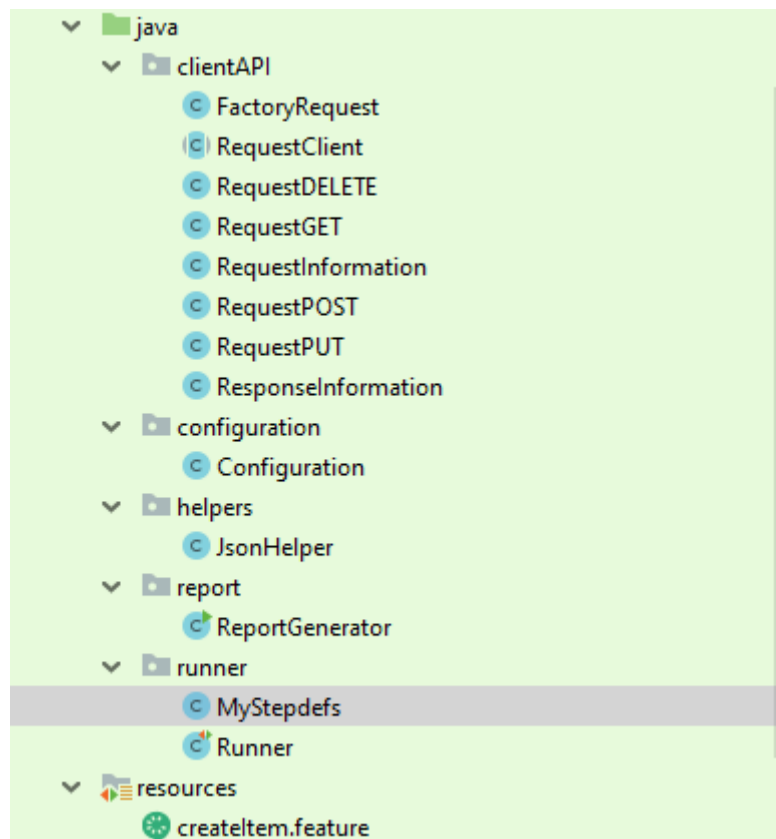 java
clientAPI
FactoryRequest
RequestClient
RequestDELETE
RequestGET
RequestInformation
RequestPOST
RequestPUT
ResponseInformation
configuration
Configuration
helpers
JsonHelper
report
ReportGenerator
runner
MyStepdefs
Runner
resources
createItem.feature